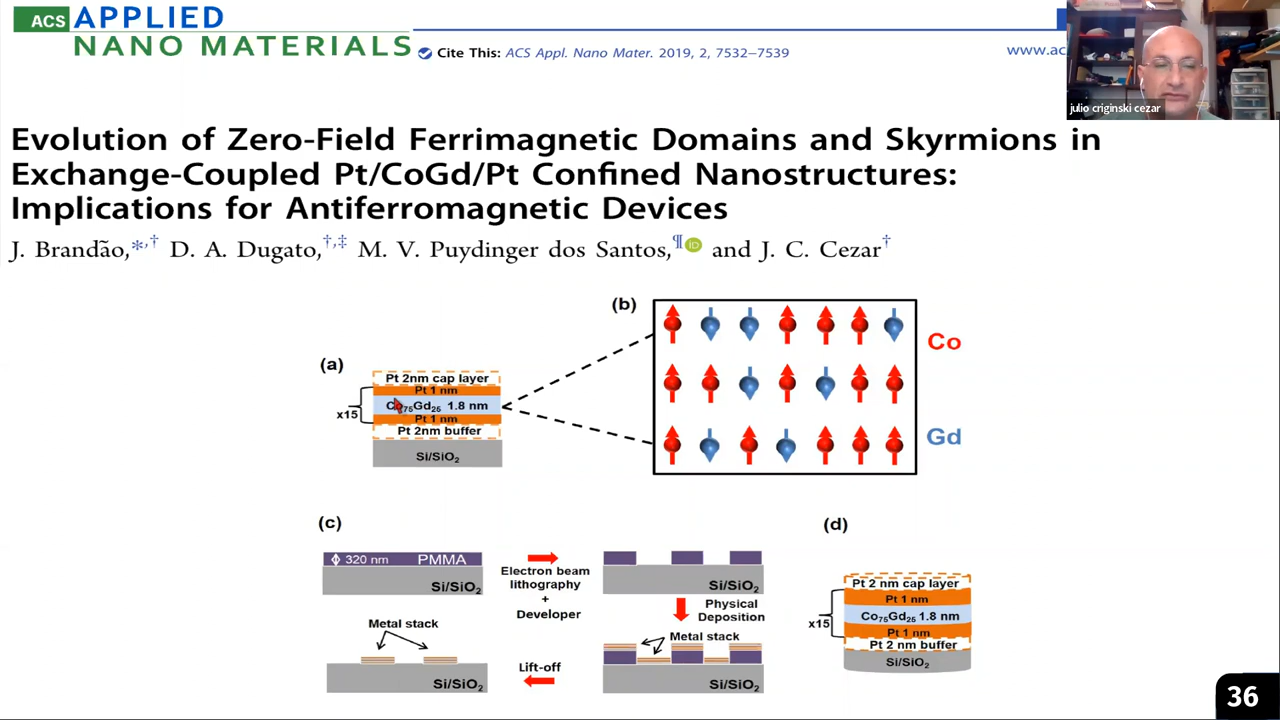 ACS APPLIED
NANO MATERIALS
Cite This: ACS Appl. Nano Mater. 2019, 2, 7532−7539
www.ac
julio criginski cezar
Evolution of Zero-Field Ferrimagnetic Domains and Skyrmions in
Exchange-Coupled Pt/CoGd/Pt Confined Nanostructures:
Implications for Antiferromagnetic Devices
J. Brandão,*,† D. A. Dugato,†,‡ M. V. Puydinger dos Santos,¶ iD and J. C. Cezar†
(a)
Pt 2nm cap layer
Pt 1 nm
Co75Gd25 1.8 nm
x15
Pt 1 nm
Pt 2nm buffer
Si/SiO2
(b)
Co
Gd
(c)
320 nm PMMA
Si/SiO2
Electron beam
lithography
+
Developer
Si/SiO2
Physical
Deposition
Metal stack
Si/SiO2
Lift-off
Metal stack
Si/SiO2
(d)
Pt 2 nm cap layer
Pt 1 nm
Co75Gd25 1.8 nm
x15
Pt 1 nm
Pt 2 nm buffer
Si/SiO2
36